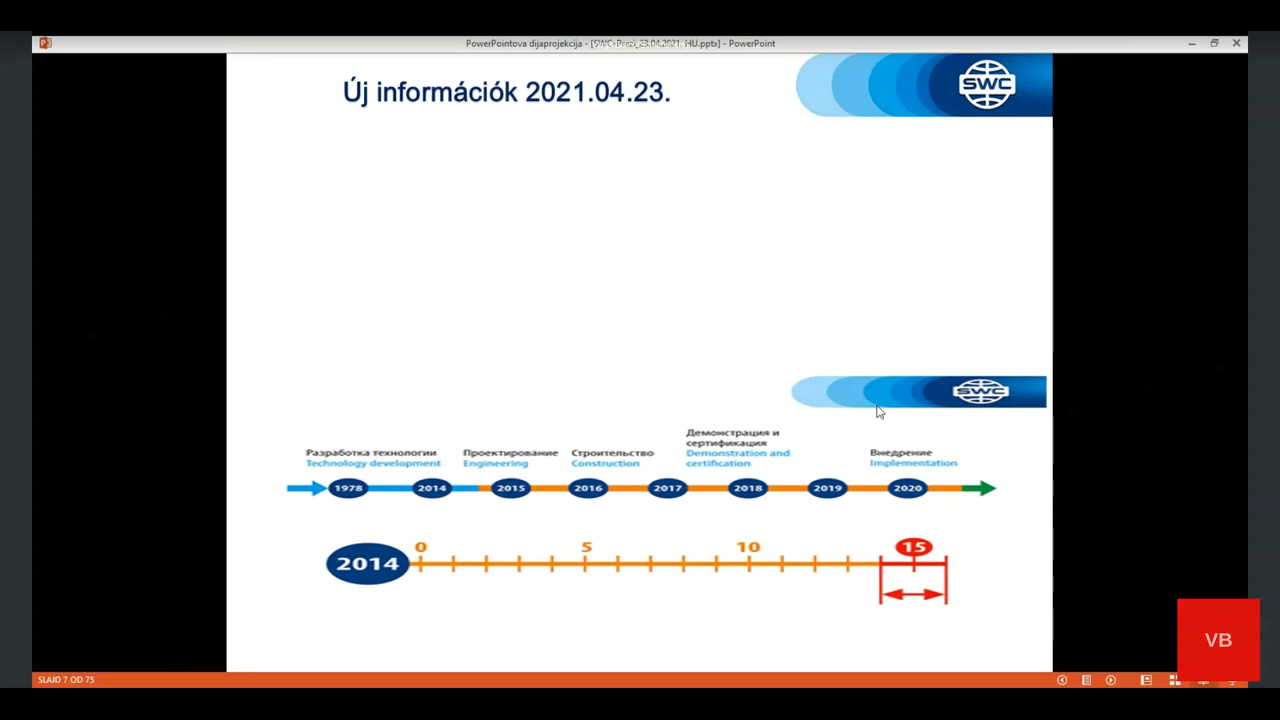 PowerPointova dijaprojekcija - [SWC-Prezi_23.04.2021. HU.pptx] - PowerPoint
Új információk 2021.04.23.
SWC
SWC
Разработка технологии
Technology development
Проектирование
Engineering
Строительство
Construction
Демонстрация и
сертификация
Demonstration and
certification
Внедрение
Implementation
1978 2014 2015 2016 2017 2018 2019 2020
0 5 10 15
2014
VB
SLAJD 7 OD 75